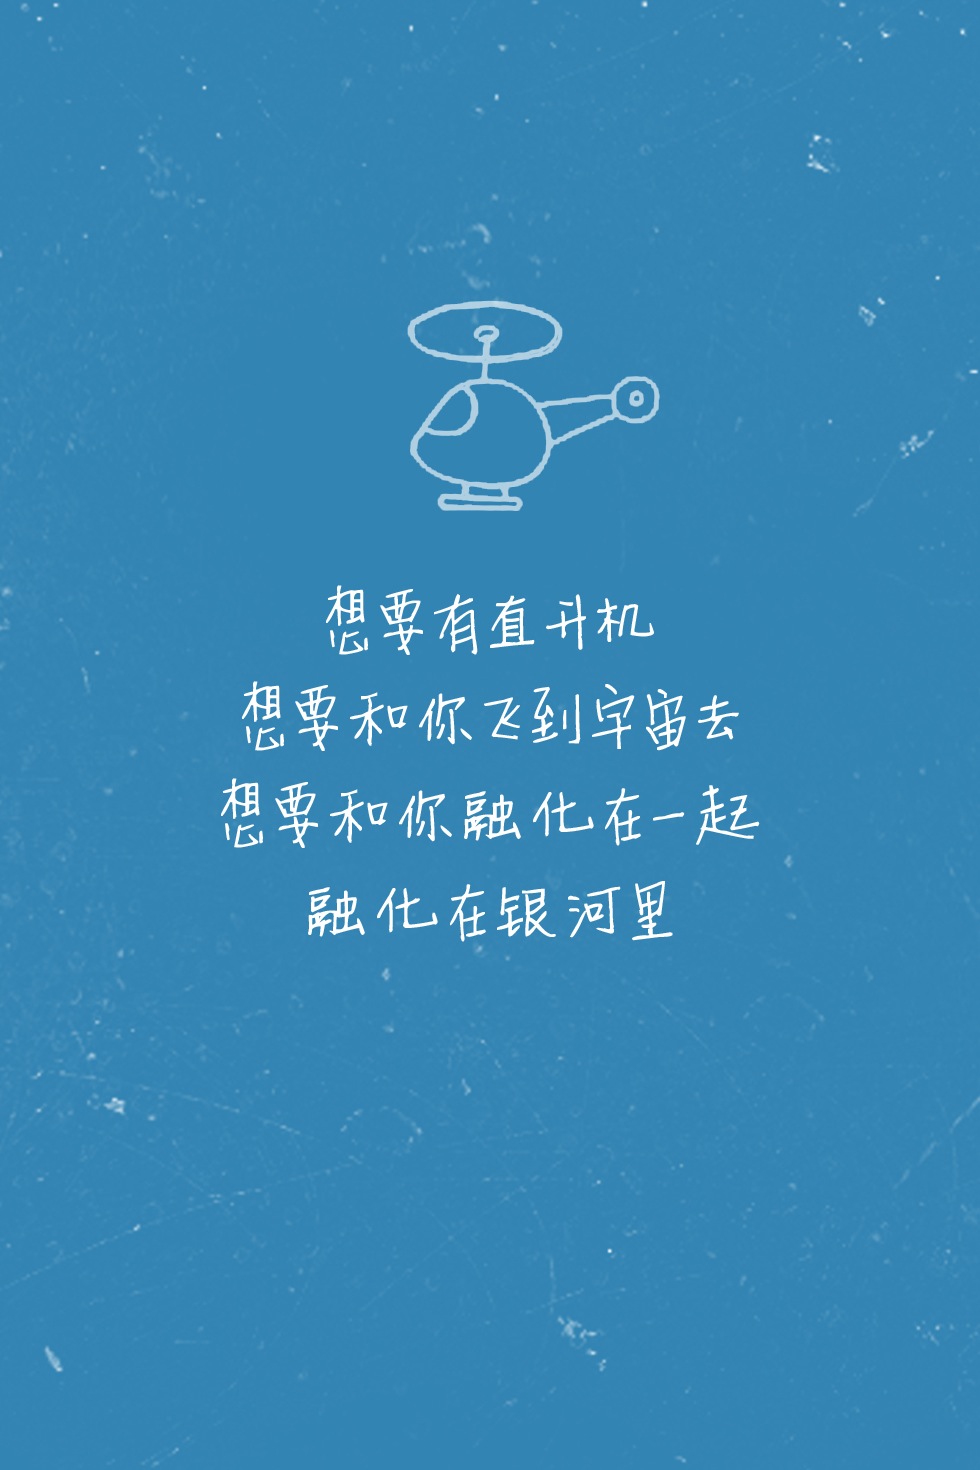 想要有直升机
想要和你飞到宇宙去
想要和你融化在一起
融化在银河里